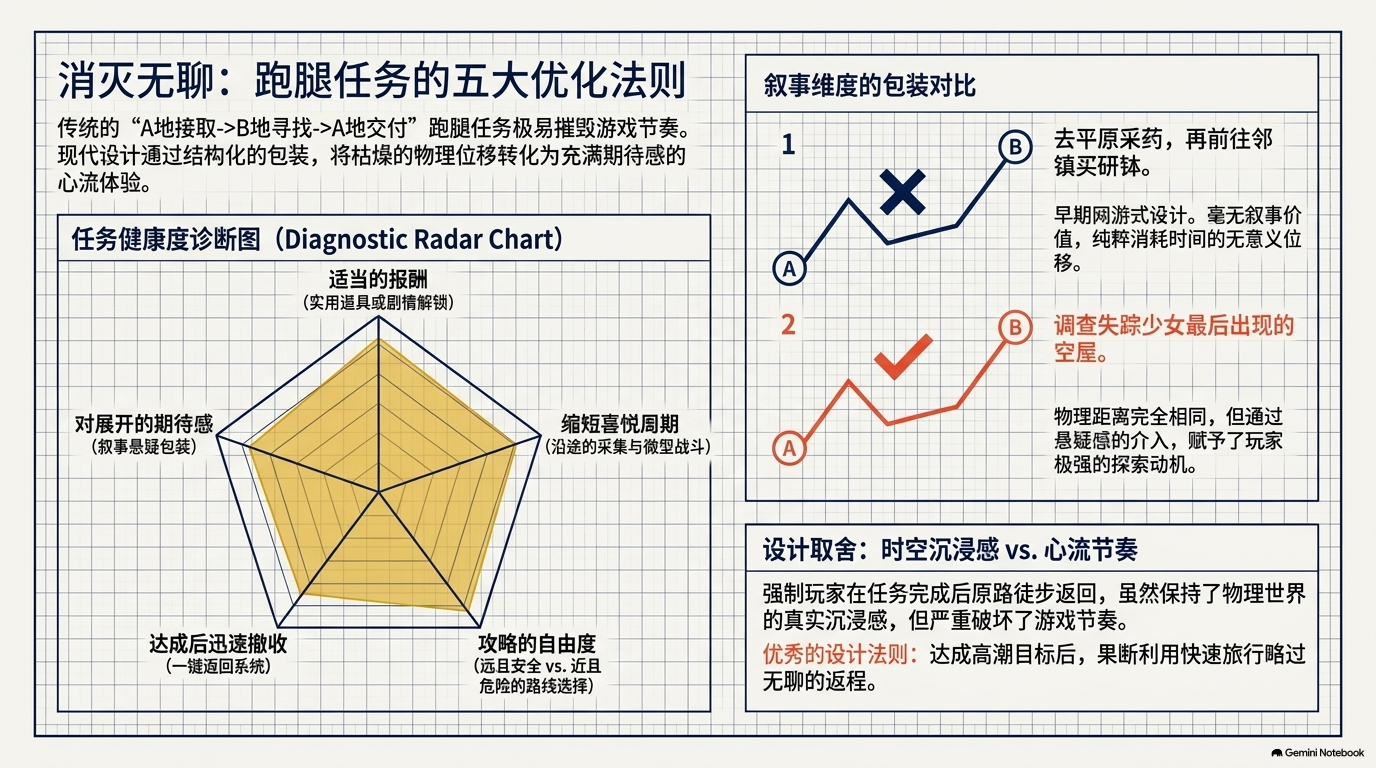 消灭无聊：跑腿任务的五大优化法则
传统的“A地接取->B地寻找->A地交付”跑腿任务极易摧毁游戏节奏。
现代设计通过结构化的包装，将枯燥的物理位移转化为充满期待感的
心流体验。
任务健康度诊断图（Diagnostic Radar Chart）
适当的报酬
（实用道具或剧情解锁）
对展开的期待感
（叙事悬疑包装）
缩短喜悦周期
（沿途的采集与微型战斗）
达成后迅速撤收
（一键返回系统）
攻略的自由度
（远且安全 vs. 近且
危险的路线选择）
叙事维度的包装对比
1
A
B
去平原采药，再前往邻
镇买研钵。
早期网游式设计。毫无叙事价
值，纯粹消耗时间的无意义位
移。
2
A
B
调查失踪少女最后出现的
空屋。
物理距离完全相同，但通过
悬疑感的介入，赋予了玩家
极强的探索动机。
设计取舍：时空沉浸感 vs. 心流节奏
强制玩家在任务完成后原路徒步返回，虽然保持了物理世界
的真实沉浸感，但严重破坏了游戏节奏。
优秀的设计法则：达成高潮目标后，果断利用快速旅行略过
无聊的返程。
Gemini Notebook